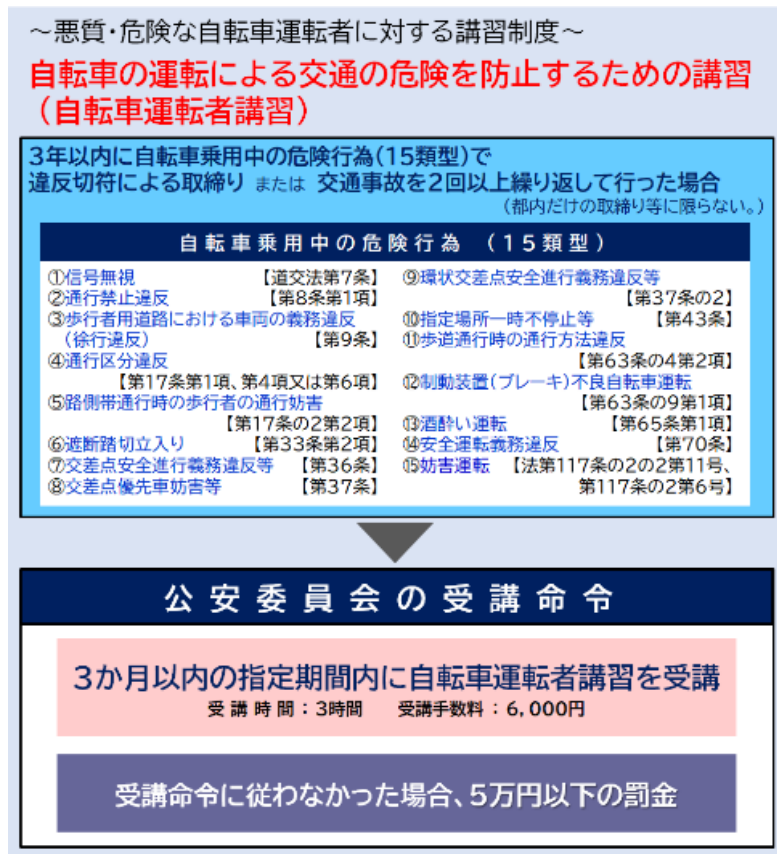 ～悪質・危険な自転車運転者に対する講習制度～
自転車の運転による交通の危険を防止するための講習
（自転車運転者講習）
3年以内に自転車乗用中の危険行為(15類型)で
違反切符による取締り または 交通事故を2回以上繰り返して行った場合
（都内だけの取締り等に限らない。）
自転車乗用中の危険行為 （15類型）
①信号無視 【道交法第7条】
②通行禁止違反 【第8条第1項】
③歩行者用道路における車両の義務違反
（徐行違反） 【第9条】
④通行区分違反
【第17条第1項、第4項又は第6項】
⑤路側帯通行時の歩行者の通行妨害
【第17条の2第2項】
⑥遮断踏切立入り 【第33条第2項】
⑦交差点安全進行義務違反等 【第36条】
⑧交差点優先車妨害等 【第37条】
⑨環状交差点安全進行義務違反等
【第37条の2】
⑩指定場所一時不停止等 【第43条】
⑪歩道通行時の通行方法違反
【第63条の4第2項】
⑫制動装置(ブレーキ)不良自転車運転
【第63条の9第1項】
⑬酒酔い運転 【第65条第1項】
⑭安全運転義務違反 【第70条】
⑮妨害運転 【法第117条の2の2第11号、
第117条の2第6号】
公安委員会の受講命令
3か月以内の指定期間内に自転車運転者講習を受講
受講時間：3時間 受講手数料：6,000円
受講命令に従わなかった場合、5万円以下の罰金